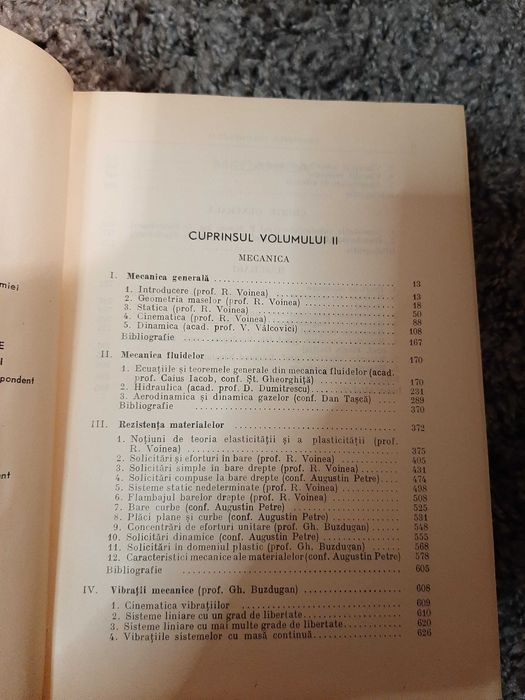 miei
E
I
pondent
nt
CUPRINSUL VOLUMULUI II
MECANICA
I. Mecanica generală 13
1. Introducere (prof. R. Voinea) 13
2. Geometria maselor (prof. R. Voinea) 18
3. Statica (prof. R. Voinea) 50
4. Cinematica (prof. R. Voinea) 88
5. Dinamica (acad. prof. V. Vâlcovici) 108
Bibliografie 167
II. Mecanica fluidelor 170
1. Ecuațiile și teoremele generale din mecanica fluidelor (acad.
prof. Caius Iacob, conf. Șt. Gheorghiță) 170
2. Hidraulica (acad. prof. D. Dumitrescu) 231
3. Aerodinamica și dinamica gazelor (conf. Dan Tașcă) 289
Bibliografie 370
III. Rezistența materialelor 372
1. Noțiuni de teoria elasticității și a plasticității (prof.
R. Voinea) 375
2. Solicitări și eforturi în bare (prof. R. Voinea) 405
3. Solicitări simple în bare drepte (prof. R. Voinea) 431
4. Solicitări compuse la bare drepte (conf. Augustin Petre) 474
5. Sisteme static nedeterminate (prof. R. Voinea) 498
6. Flambajul barelor drepte (prof. R. Voinea) 508
7. Bare curbe (conf. Augustin Petre) 525
8. Plăci plane și curbe (conf. Augustin Petre) 531
9. Concentrări de eforturi unitare (prof. Gh. Buzdugan) 548
10. Solicitări dinamice (conf. Augustin Petre) 555
11. Solicitări în domeniul plastic (prof. Gh. Buzdugan) 568
12. Caracteristici mecanice ale materialelor (conf. Augustin Petre) 578
Bibliografie 605
IV. Vibrații mecanice (prof. Gh. Buzdugan) 608
1. Cinematica vibrațiilor 609
2. Sisteme liniare cu un grad de libertate 610
3. Sisteme liniare cu mai multe grade de libertate 620
4. Vibrațiile sistemelor cu masă continuă 626